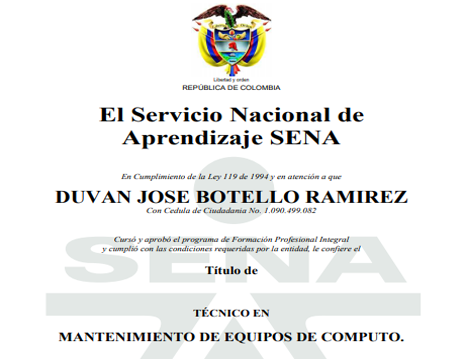 Libertad y orden
REPÚBLICA DE COLOMBIA
El Servicio Nacional de
Aprendizaje SENA
En Cumplimiento de la Ley 119 de 1994 y en atención a que
DUVAN JOSE BOTELLO RAMIREZ
Con Cedula de Ciudadania No. 1.090.499.082
Cursó y aprobó el programa de Formación Profesional Integral
y cumplió con las condiciones requeridas por la entidad, le confiere el
SENA
Título de
TÉCNICO EN
MANTENIMIENTO DE EQUIPOS DE COMPUTO.